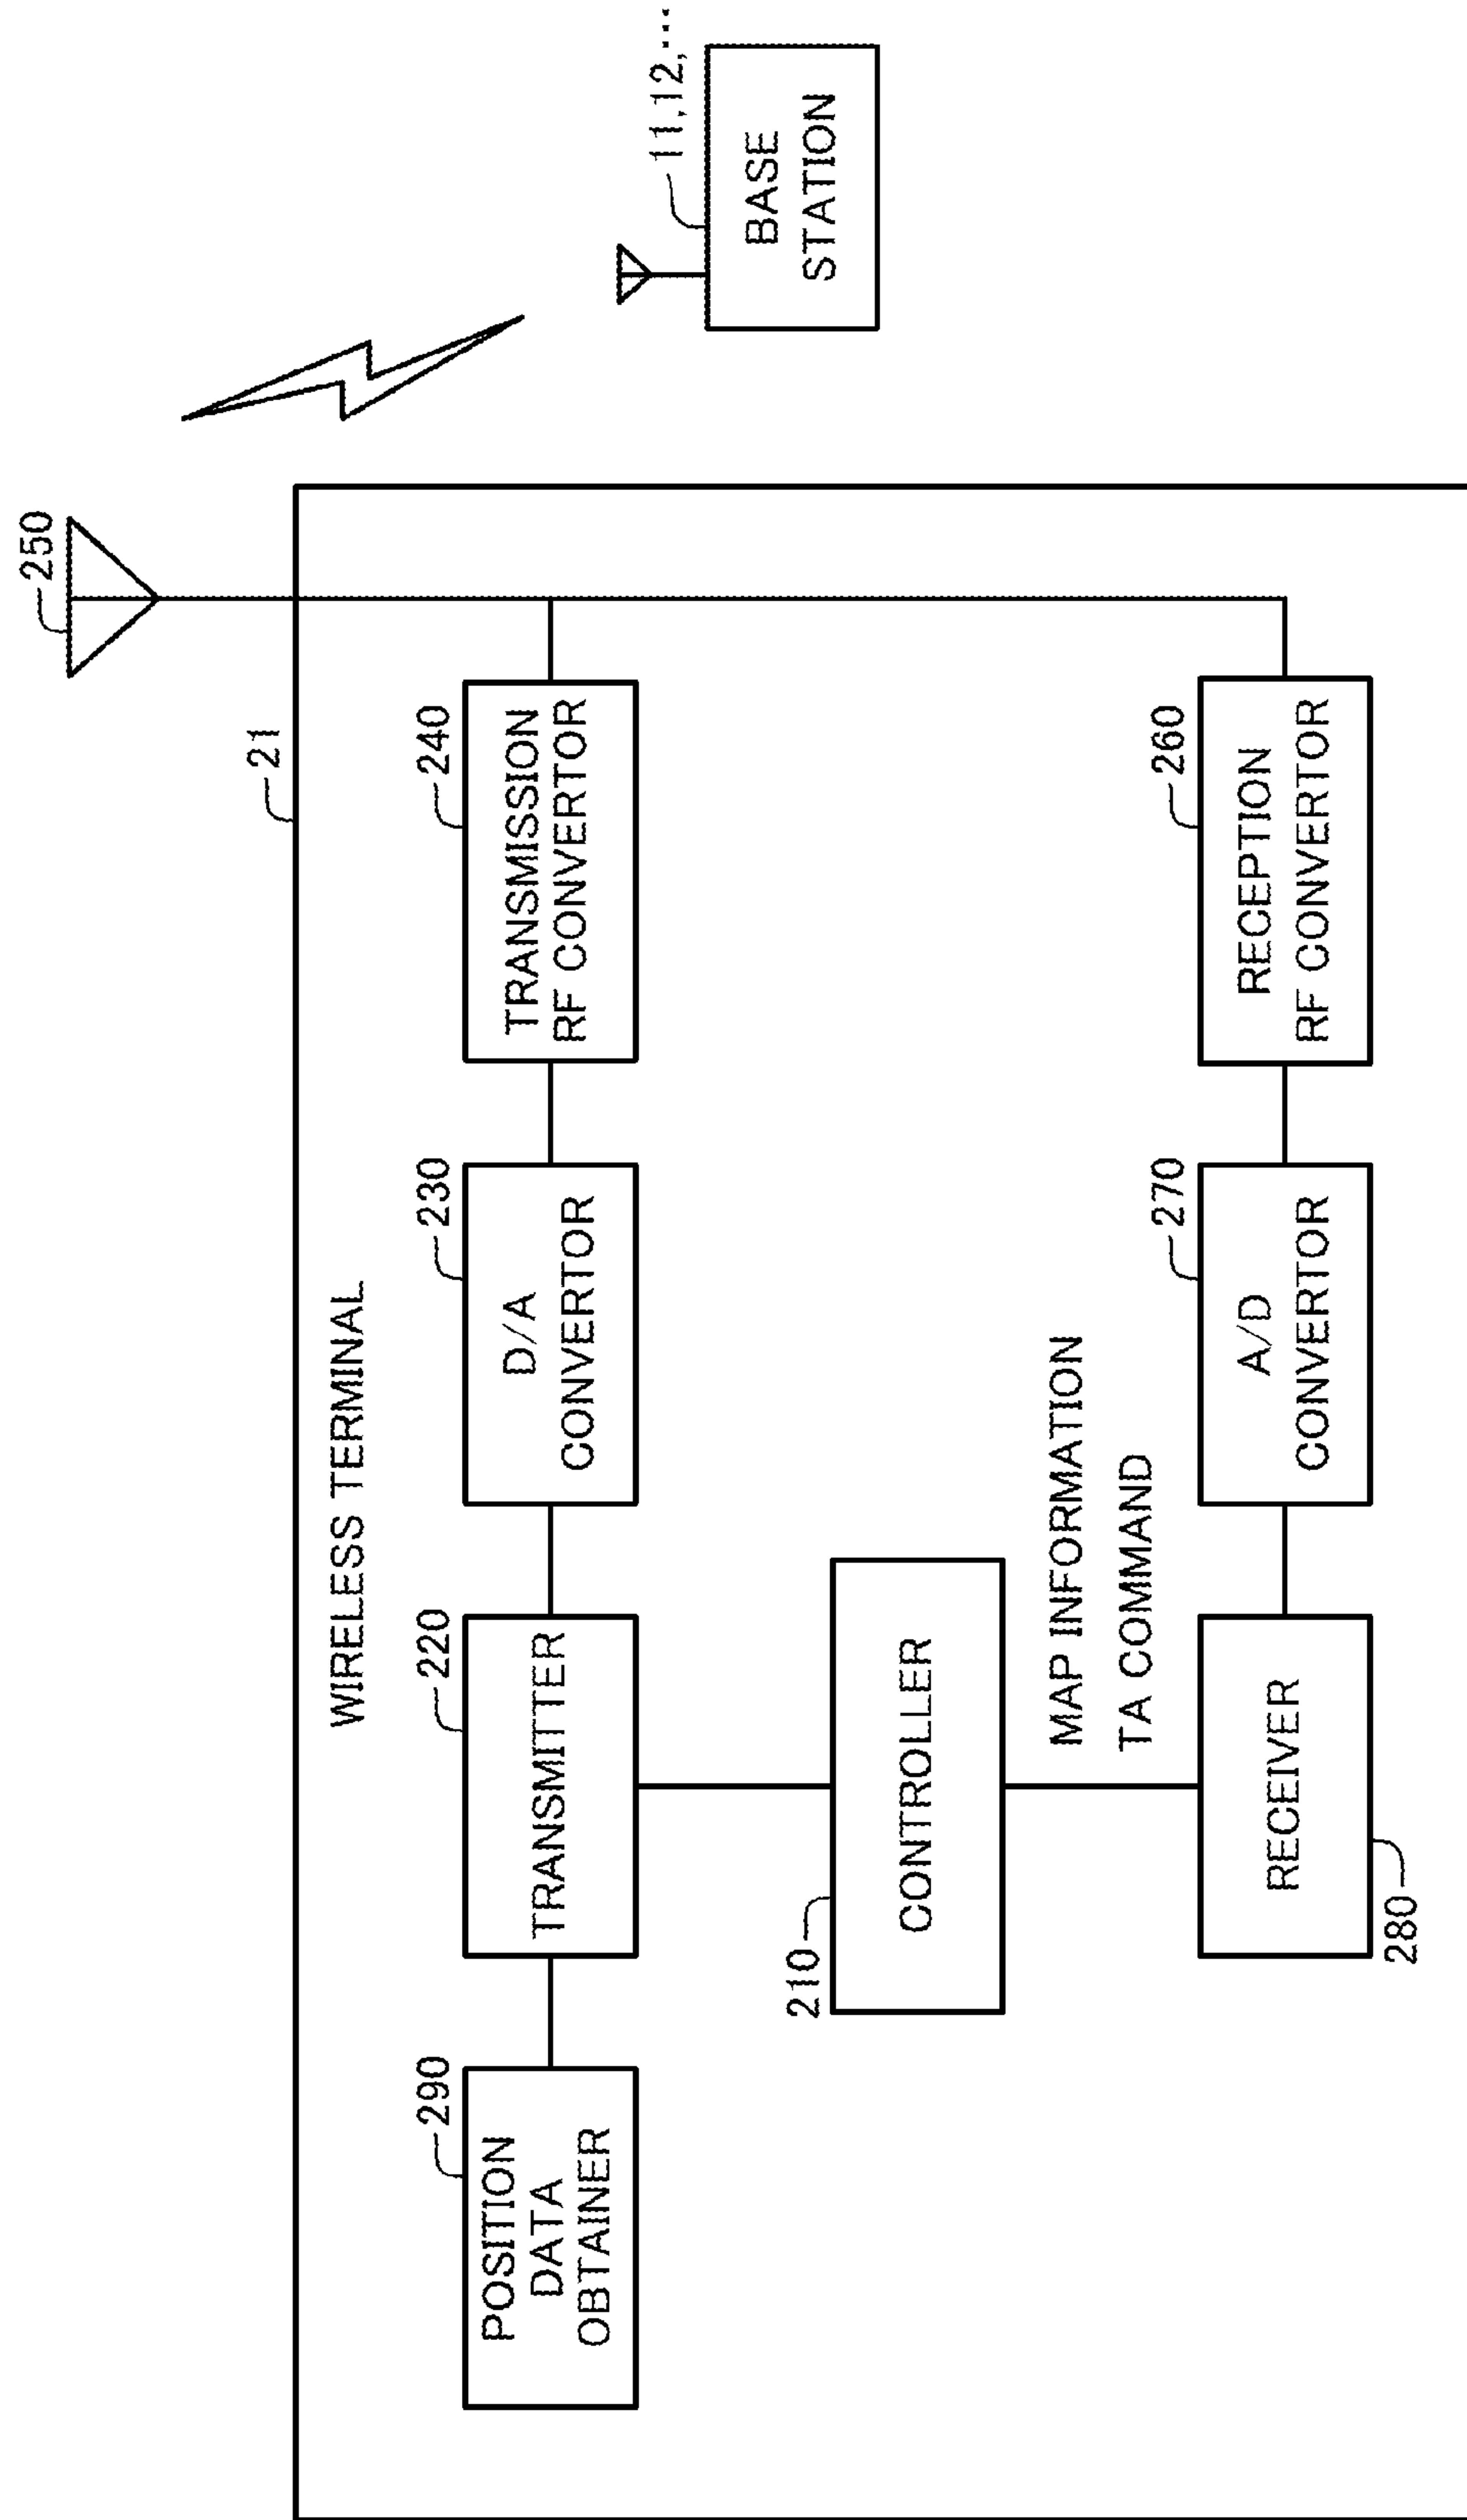 250
21
WIRELESS TERMINAL
290
POSITION
DATA
OBTAINER
220
TRANSMITTER
230
D/A
CONVERTOR
240
TRANSMISSION
RF CONVERTOR
11,12,···
BASE
STATION
210
CONTROLLER
MAP INFORMATION
TA COMMAND
280
RECEIVER
270
A/D
CONVERTOR
260
RECEPTION
RF CONVERTOR